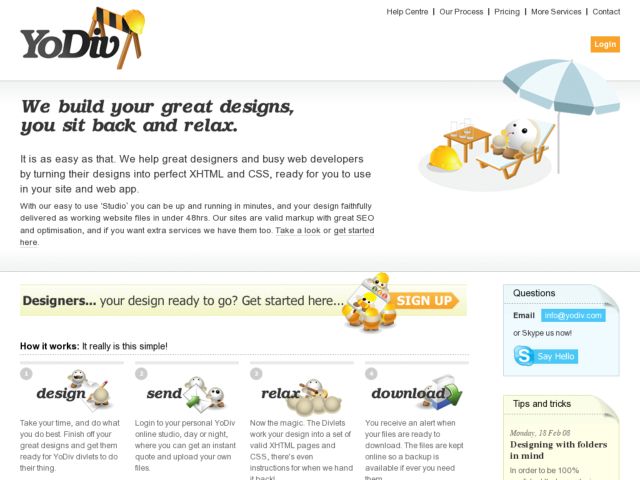 Help Centre | Our Process | Pricing | More Services | Contact
YoDiv
Login
We build your great designs,
you sit back and relax.
It is as easy as that. We help great designers and busy web developers
by turning their designs into perfect XHTML and CSS, ready for you to use
in your site and web app.
With our easy to use 'Studio' you can be up and running in minutes, and your design faithfully
delivered as working website files in under 48hrs. Our sites are valid markup with great SEO
and optimisation, and if you want extra services we have them too. Take a look or get started
here.
Designers... your design ready to go? Get started here...
SIGN UP
How it works: It really is this simple!
1
design
Take your time, and do what
you do best. Finish off your
great designs and get them
ready for YoDiv divlets to do
their thing.
2
send
Login to your personal YoDiv
online studio, day or night,
where you can get an instant
quote and upload your own
files.
3
relax
Now the magic. The Divlets
work your design into a set of
valid XHTML pages and
CSS, there's even
instructions for when we hand
it back!
4
download
You receive an alert when
your files are ready to
download. The files are kept
online so a backup is
available if ever you need
them.
Questions
Email info@yodiv.com
or Skype us now!
Say Hello
Tips and tricks
Monday, 18 Feb 08
Designing with folders
in mind
In order to be 100%